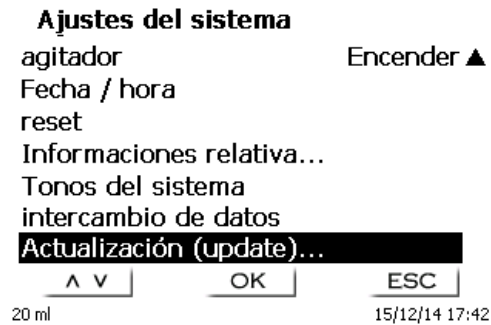 Ajustes del sistema
agitador Encender ▲
Fecha / hora
reset
Informaciones relativa...
Tonos del sistema
intercambio de datos
Actualización (update)...
∧ ∨ OK ESC
20 ml 15/12/14 17:42